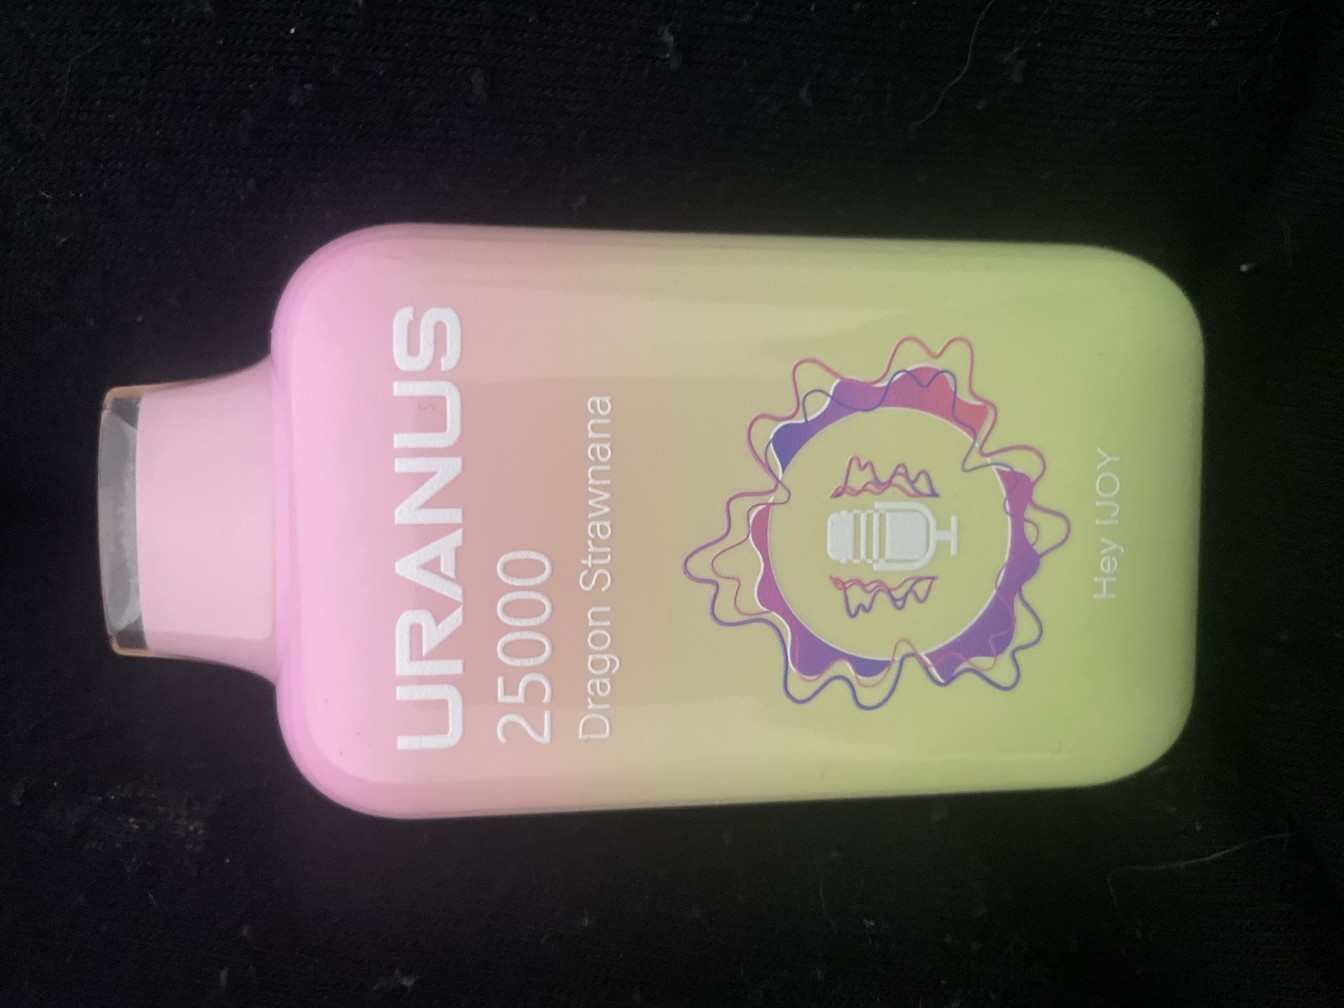 URANUS
25000
Dragon Strawnana
Hey IJOY